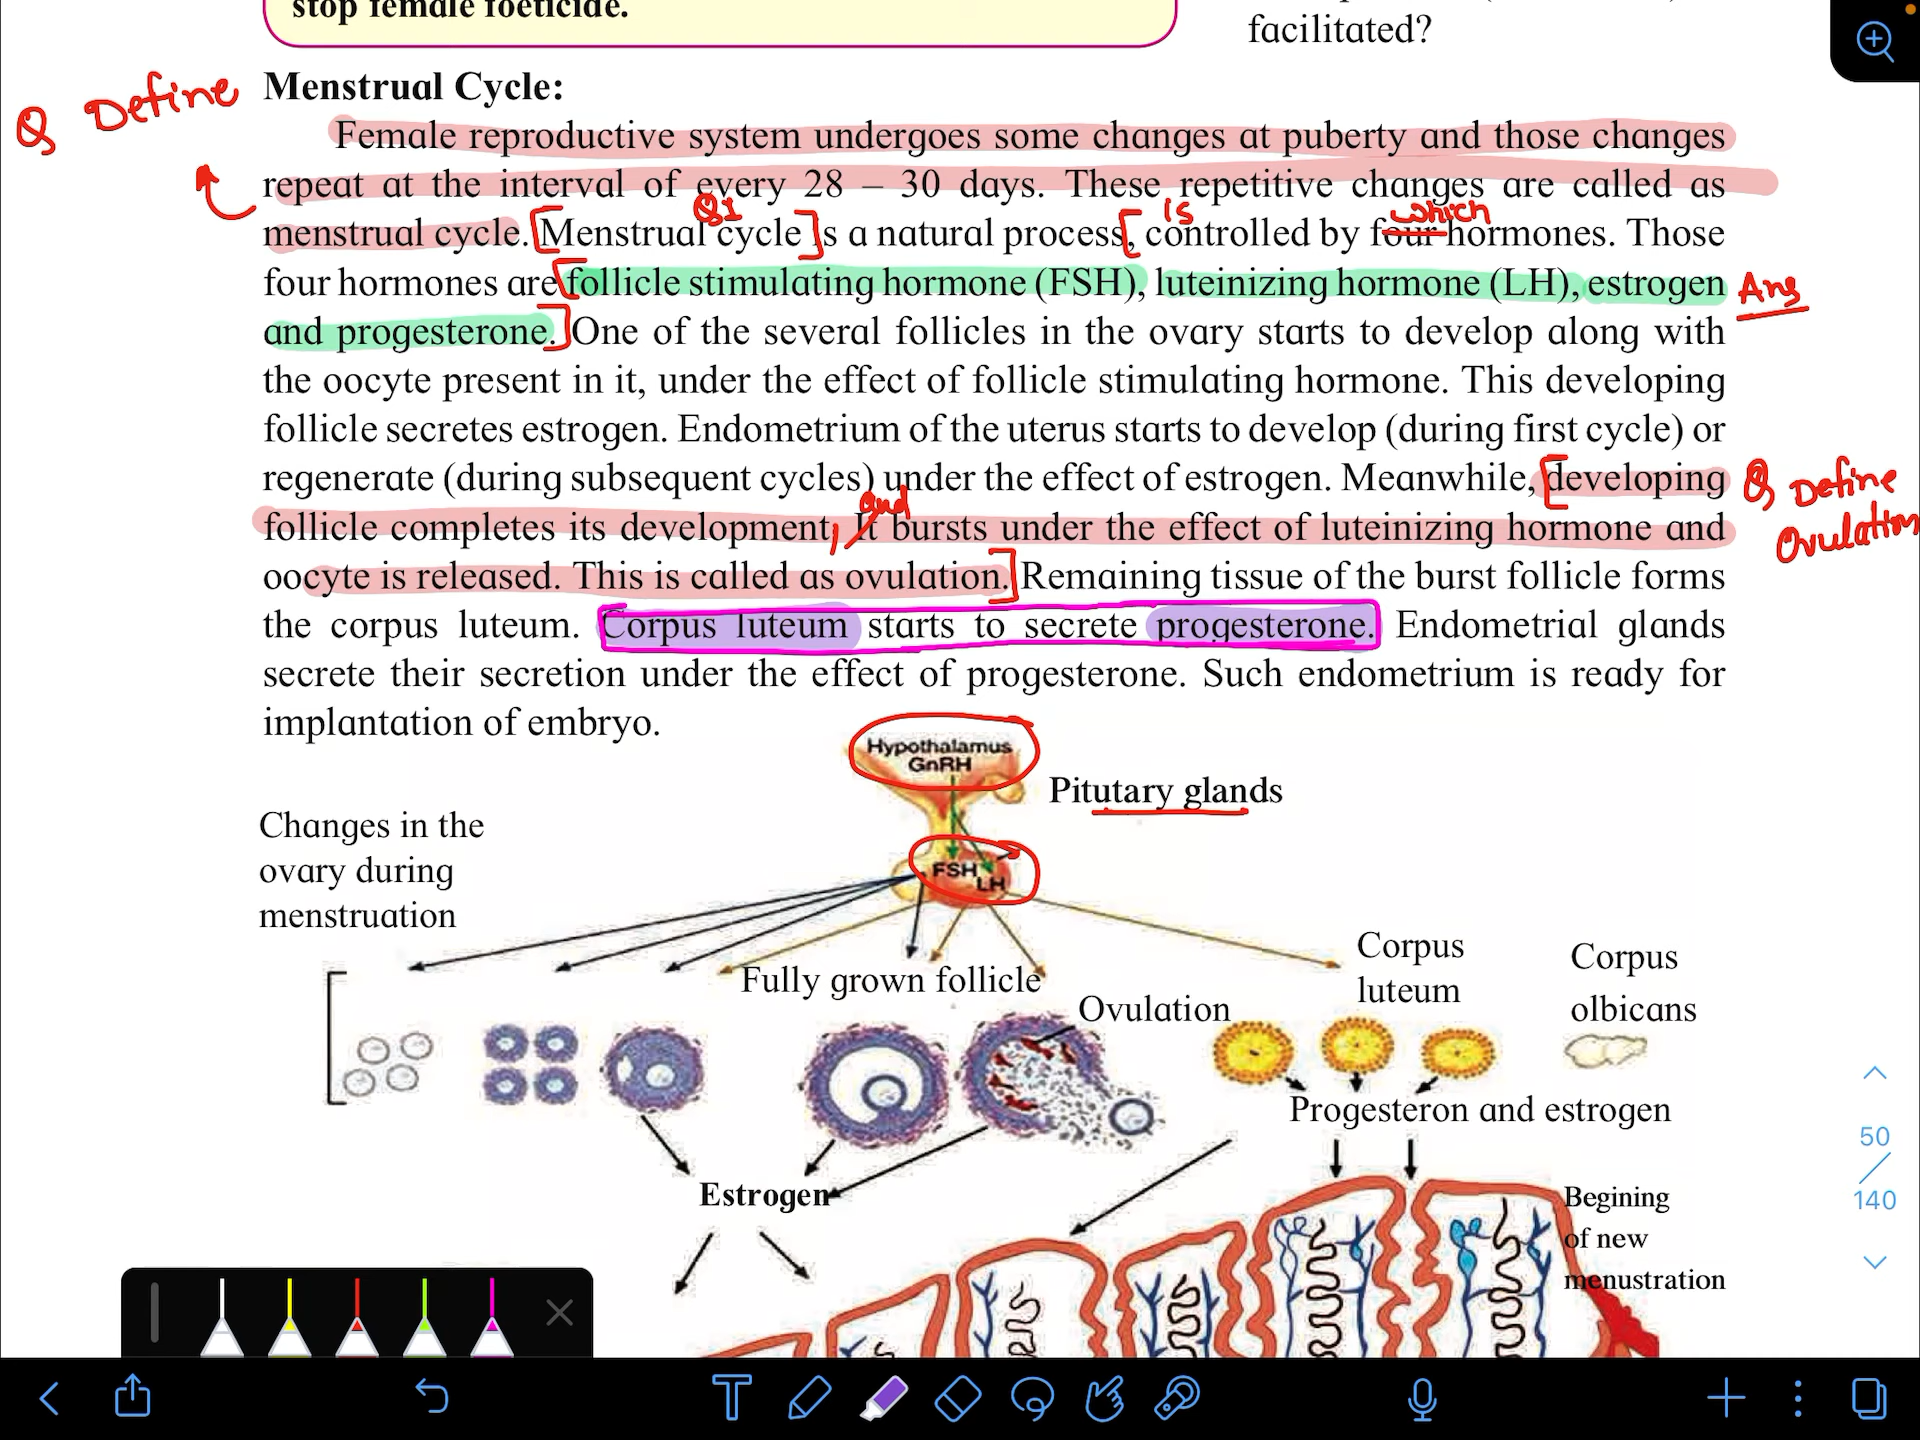 stop female foeticide.
facilitated?
Q Define
Menstrual Cycle:
Female reproductive system undergoes some changes at puberty and those changes
repeat at the interval of every 28 – 30 days. These repetitive changes are called as
Q1 is which
menstrual cycle. [Menstrual cycle] is a natural process, [controlled by four hormones. Those
four hormones are [follicle stimulating hormone (FSH), luteinizing hormone (LH), estrogen Ans
and progesterone.] One of the several follicles in the ovary starts to develop along with
the oocyte present in it, under the effect of follicle stimulating hormone. This developing
follicle secretes estrogen. Endometrium of the uterus starts to develop (during first cycle) or
regenerate (during subsequent cycles) under the effect of estrogen. Meanwhile, [developing
Q Define
Ovulation
and
follicle completes its development, It bursts under the effect of luteinizing hormone and
oocyte is released. This is called as ovulation.] Remaining tissue of the burst follicle forms
the corpus luteum. Corpus luteum starts to secrete progesterone. Endometrial glands
secrete their secretion under the effect of progesterone. Such endometrium is ready for
implantation of embryo.
Hypothalamus
GnRH
Pitutary glands
Changes in the
ovary during
menstruation
FSH
LH
Fully grown follicle
Ovulation
Corpus
luteum
Corpus
olbicans
Progesteron and estrogen
Estrogen
Begining
of new
menustration
50
140
T